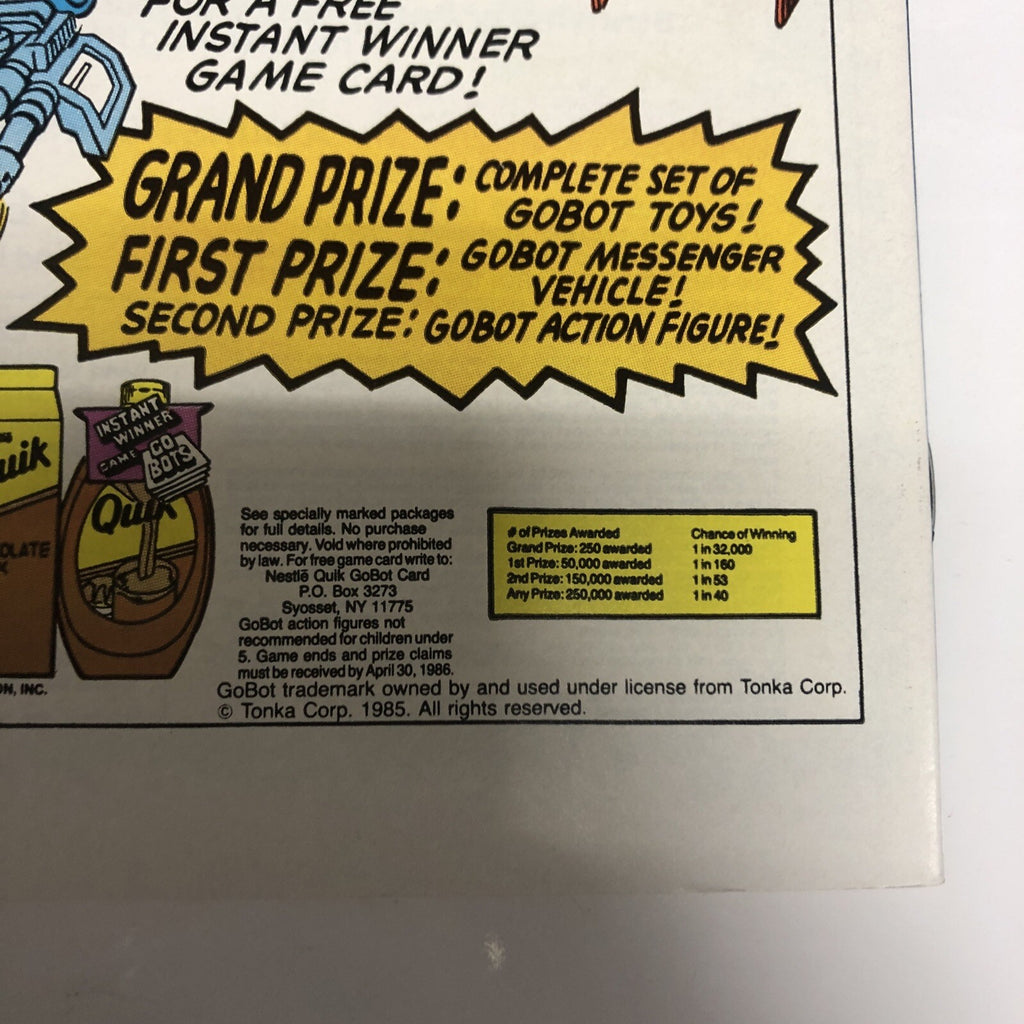 FOR A FREE
INSTANT WINNER
GAME CARD!
GRAND PRIZE: COMPLETE SET OF
GOBOT TOYS!
FIRST PRIZE: GOBOT MESSENGER
VEHICLE!
SECOND PRIZE: GOBOT ACTION FIGURE!
uik
OLATE
K
N, INC.
INSTANT
WINNER
GAME
GO
BOTS
Quik
See specially marked packages
for full details. No purchase
necessary. Void where prohibited
by law. For free game card write to:
Nestlé Quik GoBot Card
P.O. Box 3273
Syosset, NY 11775
GoBot action figures not
recommended for children under
5. Game ends and prize claims
must be received by April 30, 1986.
# of Prizes Awarded Chance of Winning
Grand Prize: 250 awarded 1 in 32,000
1st Prize: 50,000 awarded 1 in 160
2nd Prize: 150,000 awarded 1 in 53
Any Prize: 250,000 awarded 1 in 40
GoBot trademark owned by and used under license from Tonka Corp.
© Tonka Corp. 1985. All rights reserved.